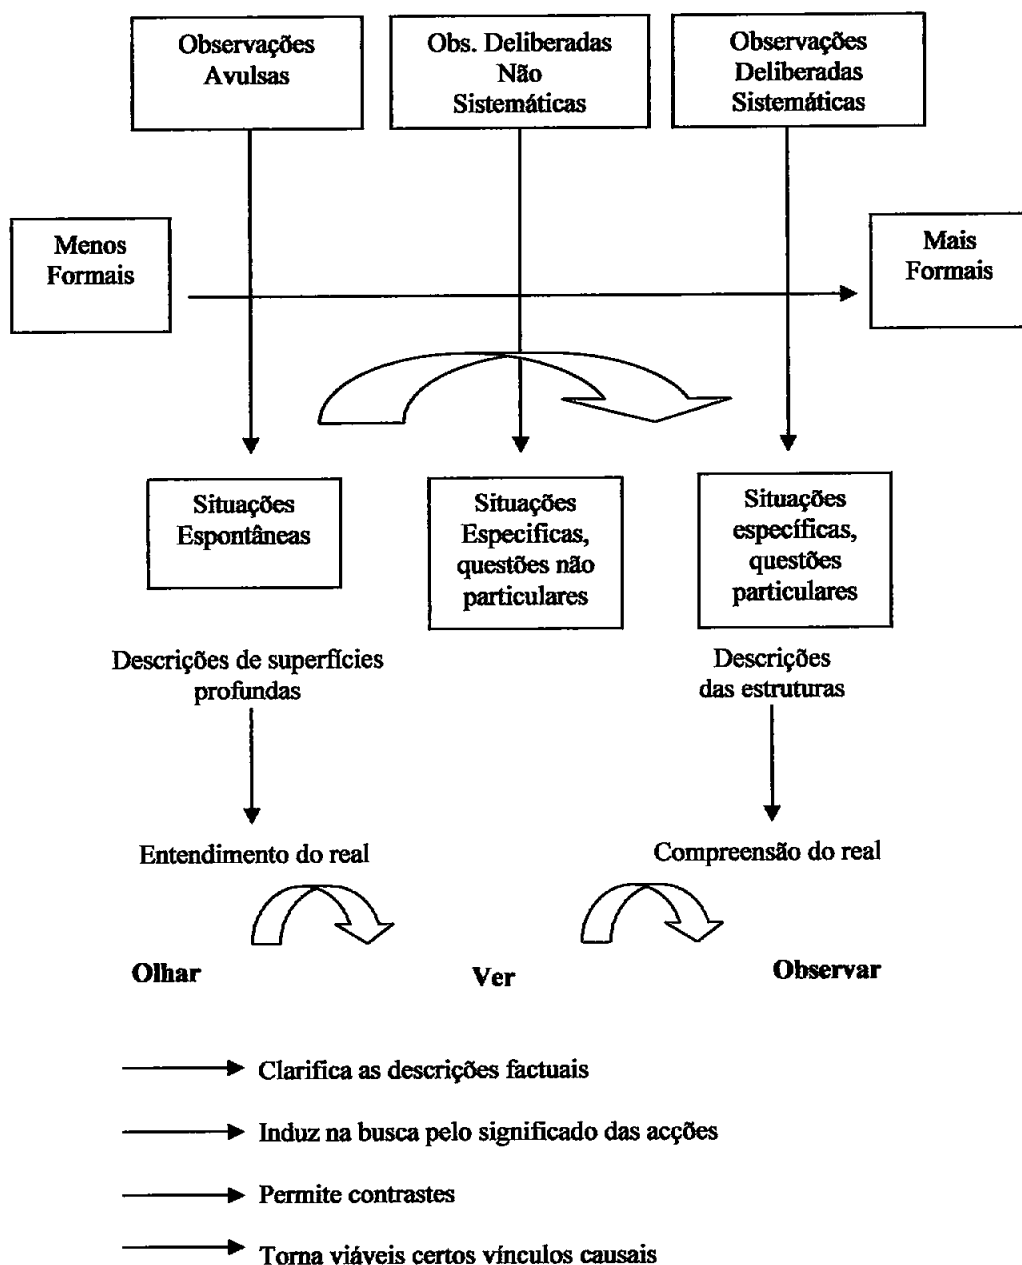 Observações
Avulsas
Obs. Deliberadas
Não
Sistemáticas
Observações
Deliberadas
Sistemáticas
Menos
Formais
Mais
Formais
Situações
Espontâneas
Situações
Especificas,
questões não
particulares
Situações
específicas,
questões
particulares
Descrições de superfícies
profundas
Descrições
das estruturas
Entendimento do real
Compreensão do real
Olhar
Ver
Observar
Clarifica as descrições factuais
Induz na busca pelo significado das acções
Permite contrastes
Torna viáveis certos vínculos causais